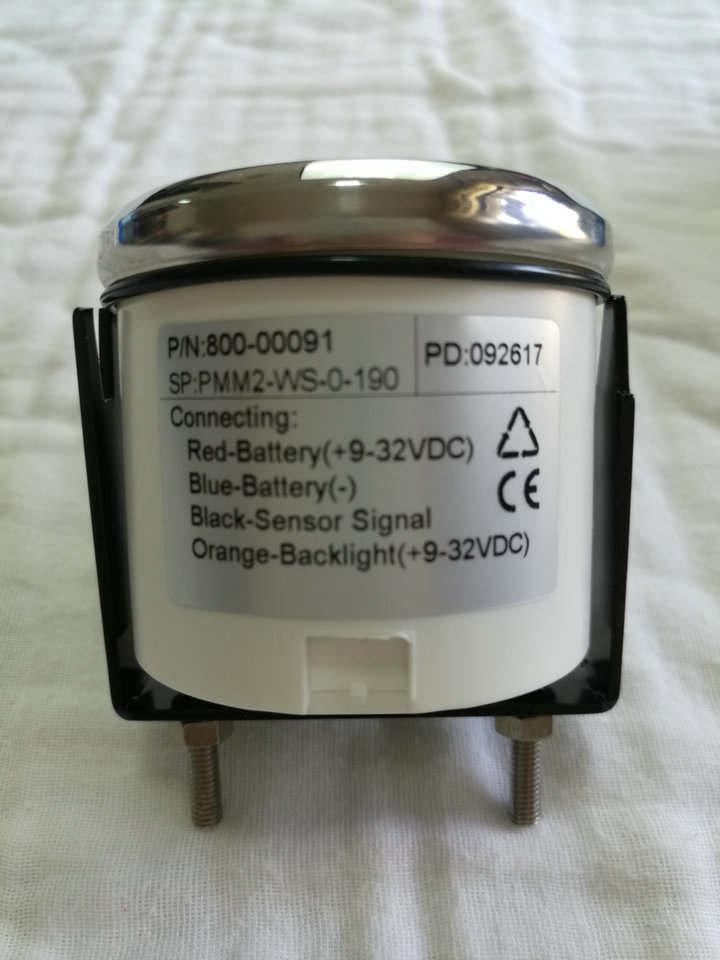 P/N:800-00091
PD:092617
SP:PMM2-WS-0-190
Connecting:
Red-Battery(+9-32VDC)
Blue-Battery(-)
Black-Sensor Signal
Orange-Backlight(+9-32VDC)
CE